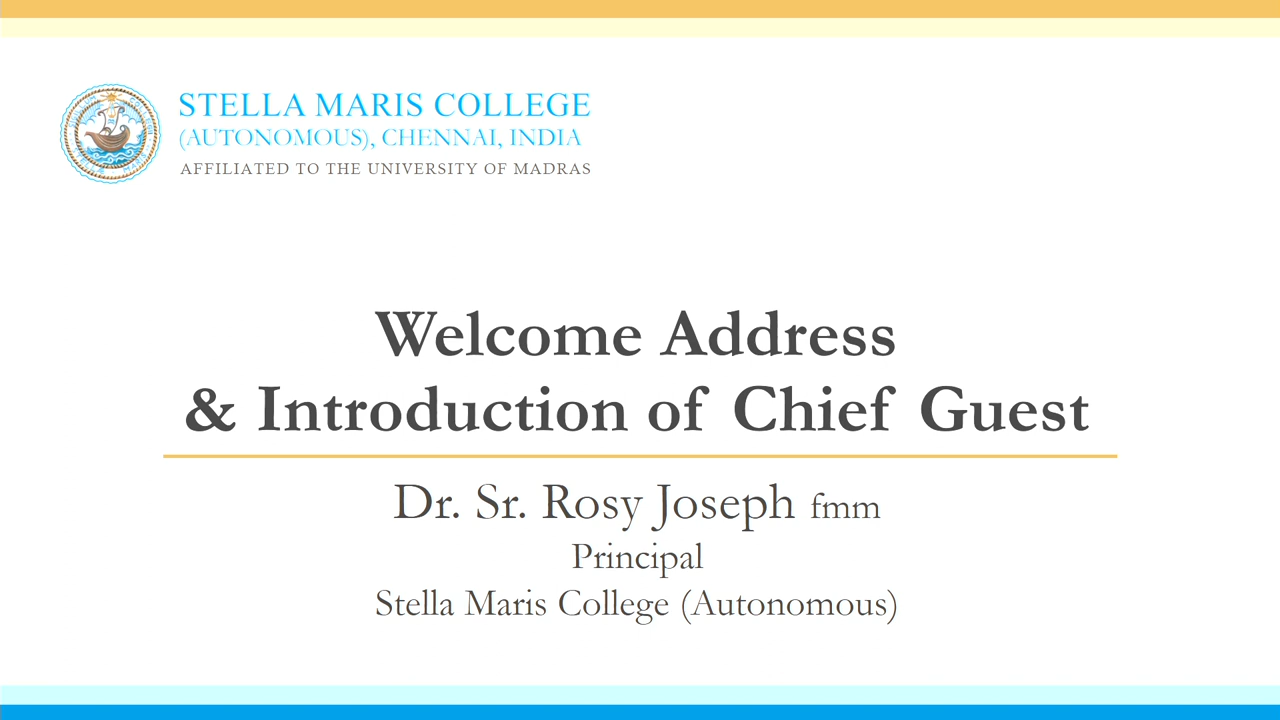 STELLA MARIS COLLEGE
(AUTONOMOUS), CHENNAI, INDIA
AFFILIATED TO THE UNIVERSITY OF MADRAS
Welcome Address
& Introduction of Chief Guest
Dr. Sr. Rosy Joseph fmm
Principal
Stella Maris College (Autonomous)